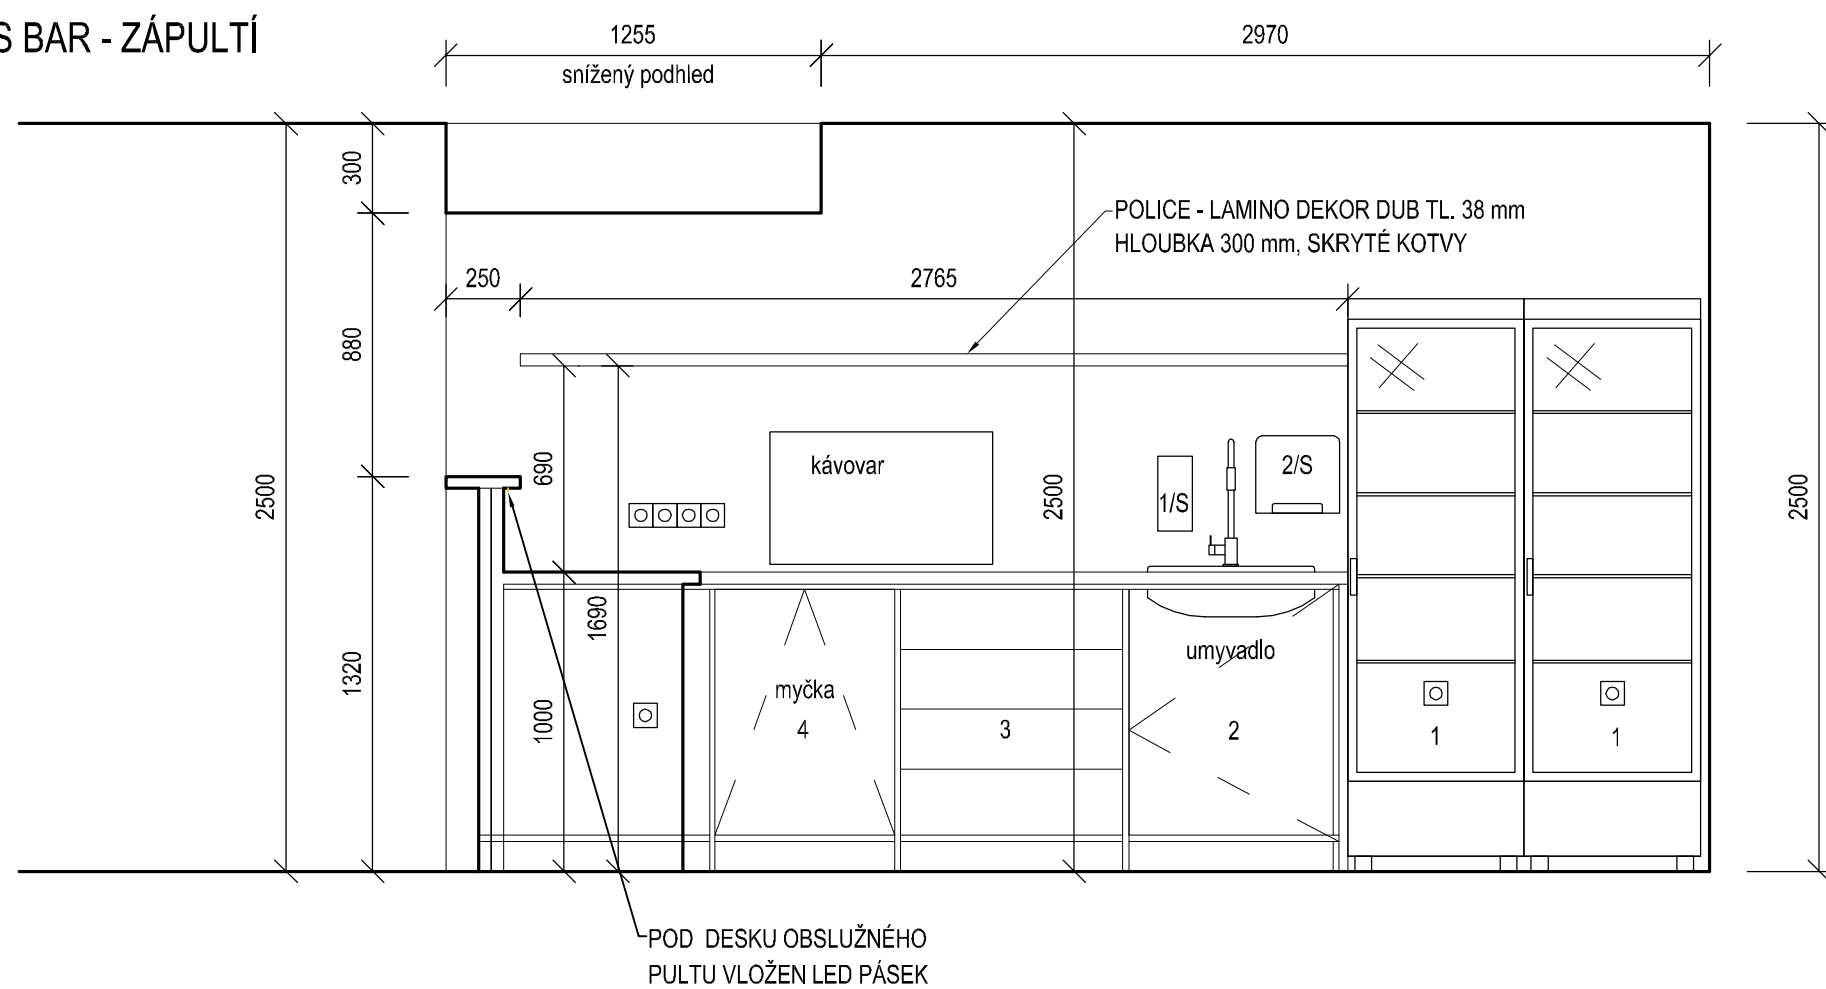 S BAR - ZÁPULTÍ
1255
2970
snížený podhled
300
POLICE - LAMINO DEKOR DUB TL. 38 mm
HLOUBKA 300 mm, SKRYTÉ KOTVY
250
2765
880
kávovar
690
2/S
1/S
2500
2500
2500
1690
umyvadlo
1320
myčka
1000
4
3
2
1
1
POD DESKU OBSLUŽNÉHO
PULTU VLOŽEN LED PÁSEK